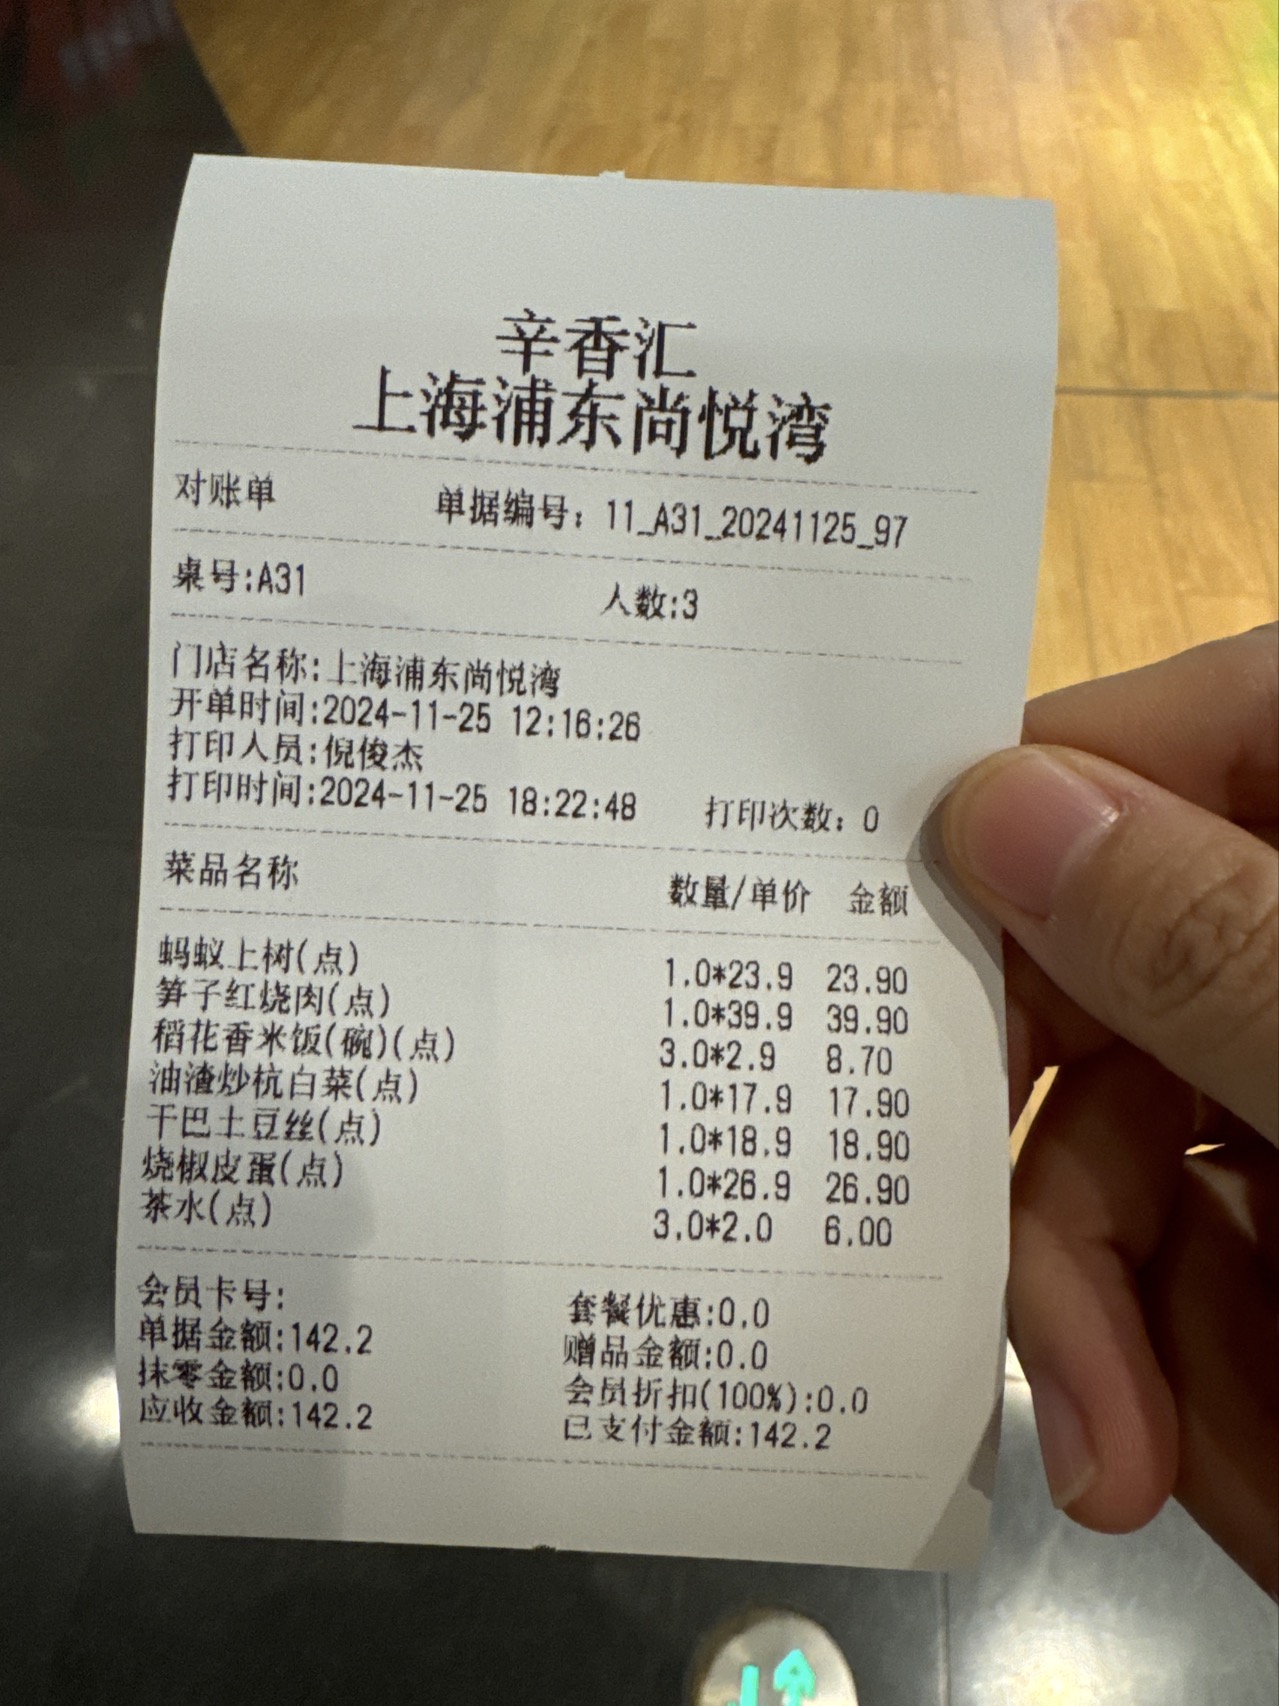 辛香汇
上海浦东尚悦湾
对账单 单据编号：11_A31_20241125_97
桌号:A31 人数:3
门店名称:上海浦东尚悦湾
开单时间:2024-11-25 12:16:26
打印人员:倪俊杰
打印时间:2024-11-25 18:22:48 打印次数：0
菜品名称 数量/单价 金额
蚂蚁上树(点) 1.0*23.9 23.90
笋子红烧肉(点) 1.0*39.9 39.90
稻花香米饭(碗)(点) 3.0*2.9 8.70
油渣炒杭白菜(点) 1.0*17.9 17.90
干巴土豆丝(点) 1.0*18.9 18.90
烧椒皮蛋(点) 1.0*26.9 26.90
茶水(点) 3.0*2.0 6.00
会员卡号: 套餐优惠:0.0
单据金额:142.2 赠品金额:0.0
抹零金额:0.0 会员折扣(100%):0.0
应收金额:142.2 已支付金额:142.2